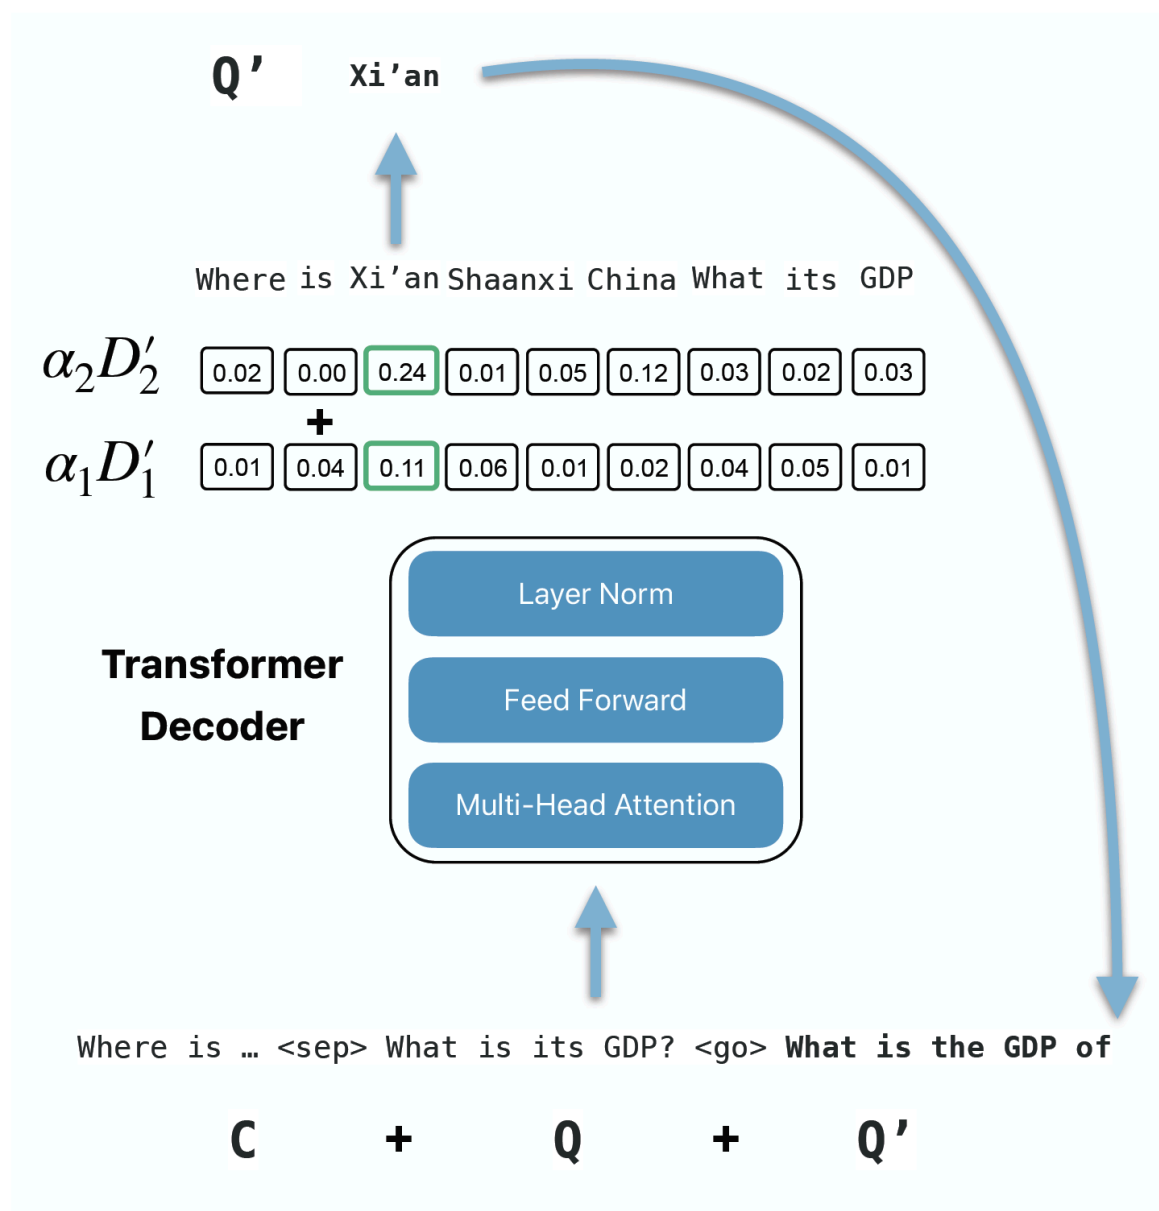 Q’ Xi’an
Where is Xi’an Shaanxi China What its GDP
α₂D′₂ 0.02 0.00 0.24 0.01 0.05 0.12 0.03 0.02 0.03
+
α₁D′₁ 0.01 0.04 0.11 0.06 0.01 0.02 0.04 0.05 0.01
Layer Norm
Transformer
Decoder
Feed Forward
Multi-Head Attention
Where is … <sep> What is its GDP? <go> What is the GDP of
C + Q + Q’